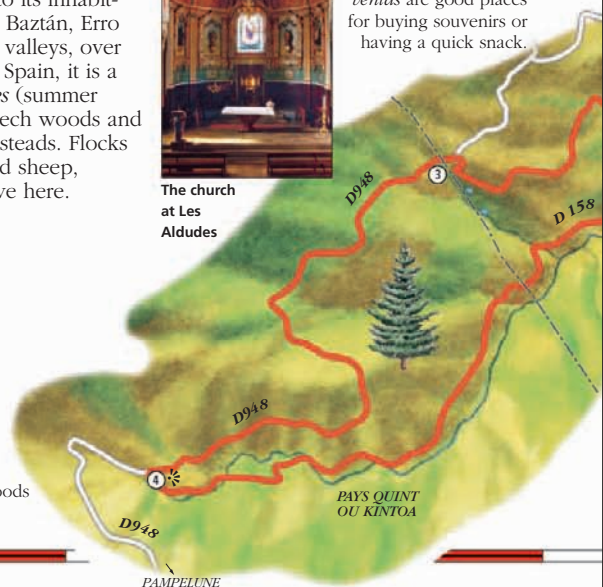 o its inhabit-
Baztán, Erro
valleys, over
Spain, it is a
es (summer
ech woods and
steads. Flocks
d sheep,
ve here.
The church
at Les
Aldudes
are good places
for buying souvenirs or
having a quick snack.
D948
3
D 158
D948
4
oods
PAYS QUINT
OU KINTOA
D948
PAMPELUNE